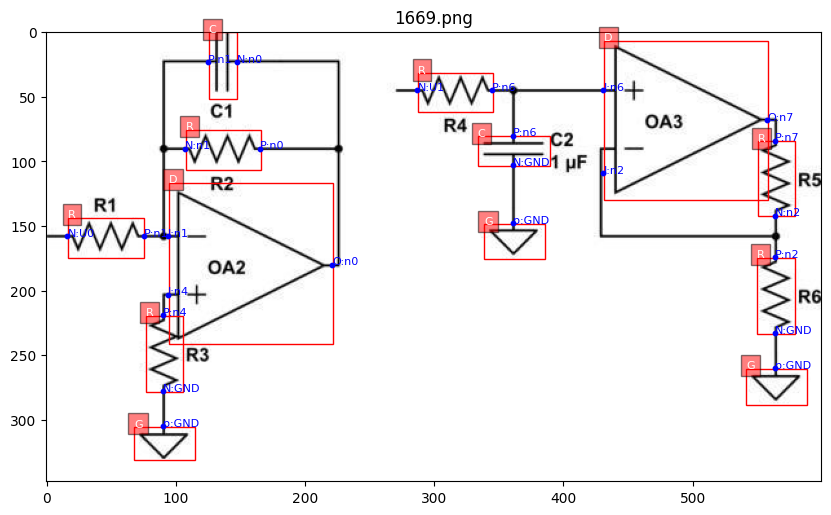 1669.png
0
50
100
150
200
250
300
0
100
200
300
400
500
C
P:n1
N:n0
C1
R
N:n1
P:n0
R2
D
R1
R
N:U0
P:n1
I:n1
OA2
O:n0
I:n4
R
P:n4
R3
N:GND
G
p:GND
R
N:U1
P:n6
R4
D
I:n6
OA3
O:n7
C
P:n6
C2
1 µF
N:GND
I:n2
G
p:GND
R
P:n7
R5
N:n2
R
P:n2
R6
N:GND
G
p:GND